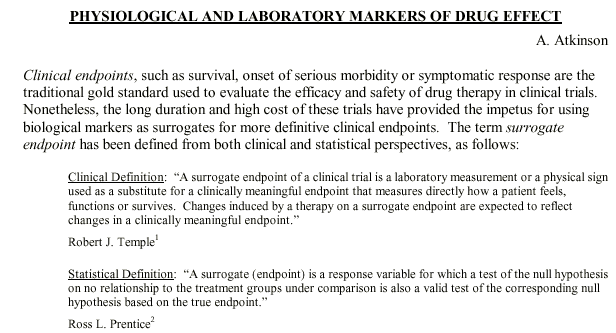 PHYSIOLOGICAL AND LABORATORY MARKERS OF DRUG EFFECT
A. Atkinson
Clinical endpoints, such as survival, onset of serious morbidity or symptomatic response are the
traditional gold standard used to evaluate the efficacy and safety of drug therapy in clinical trials.
Nonetheless, the long duration and high cost of these trials have provided the impetus for using
biological markers as surrogates for more definitive clinical endpoints.  The term surrogate
endpoint has been defined from both clinical and statistical perspectives, as follows:
Clinical Definition:  “A surrogate endpoint of a clinical trial is a laboratory measurement or a physical sign
used as a substitute for a clinically meaningful endpoint that measures directly how a patient feels,
functions or survives.  Changes induced by a therapy on a surrogate endpoint are expected to reflect
changes in a clinically meaningful endpoint.”
Robert J. Temple¹
Statistical Definition:  “A surrogate (endpoint) is a response variable for which a test of the null hypothesis
on no relationship to the treatment groups under comparison is also a valid test of the corresponding null
hypothesis based on the true endpoint.”
Ross L. Prentice²